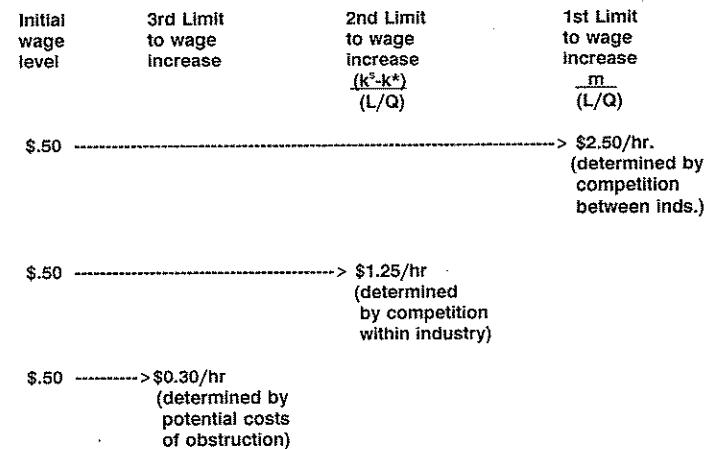 Initial 3rd Limit 2nd Limit 1st Limit
wage to wage to wage to wage
level increase increase increase
(kˢ-k*) m
(L/Q) (L/Q)
$.50 ----------------------------------------------------------------> $2.50/hr.
(determined by
competition
between inds.)
$.50 ----------------------------------> $1.25/hr
(determined
by competition
within industry)
$.50 ---------->$0.30/hr
(determined by
potential costs
of obstruction)